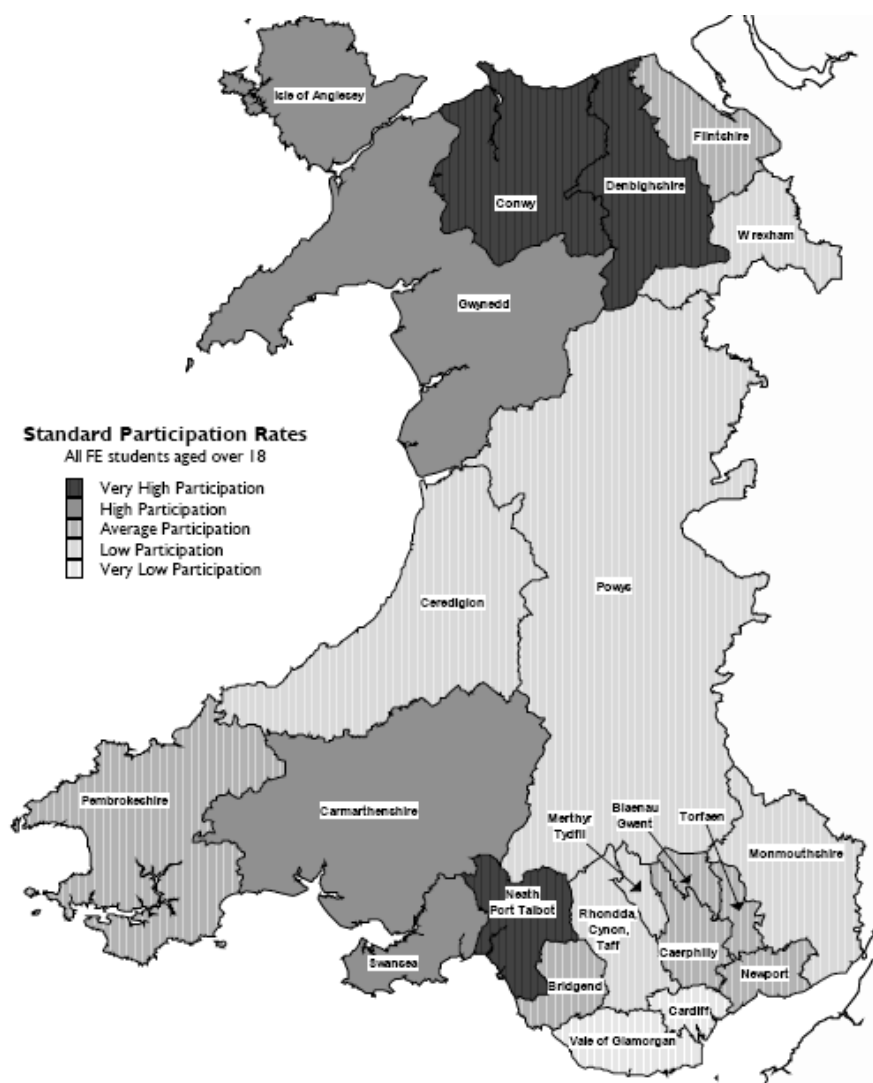 Isle of Anglesey
Flintshire
Denbighshire
Conwy
Wrexham
Gwynedd
Standard Participation Rates
All FE students aged over 18
Very High Participation
High Participation
Average Participation
Low Participation
Very Low Participation
Powys
Ceredigion
Pembrokeshire
Carmarthenshire
Merthyr
Tydfil
Blaenau
Gwent
Torfaen
Monmouthshire
Neath
Port Talbot
Rhondda,
Cynon,
Taff
Caerphilly
Swansea
Bridgend
Newport
Cardiff
Vale of Glamorgan